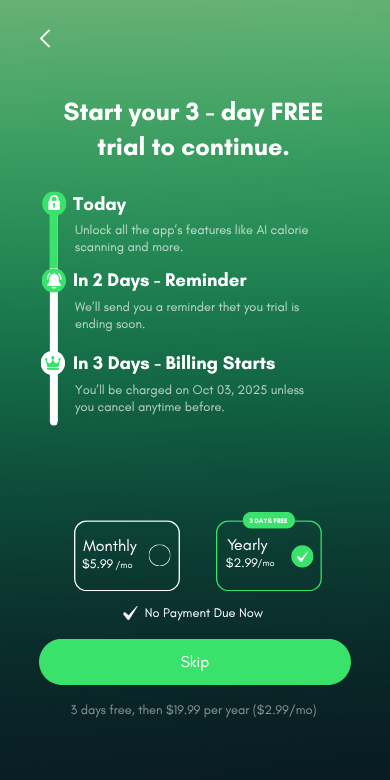 Start your 3 - day FREE
trial to continue.
Today
Unlock all the app's features like AI calorie
scanning and more.
In 2 Days - Reminder
We'll send you a reminder thet you trial is
ending soon.
In 3 Days - Billing Starts
You'll be charged on Oct 03, 2025 unless
you cancel anytime before.
Monthly
$5.99 /mo
3 DAYS FREE
Yearly
$2.99/mo
No Payment Due Now
Skip
3 days free, then $19.99 per year ($2.99/mo)